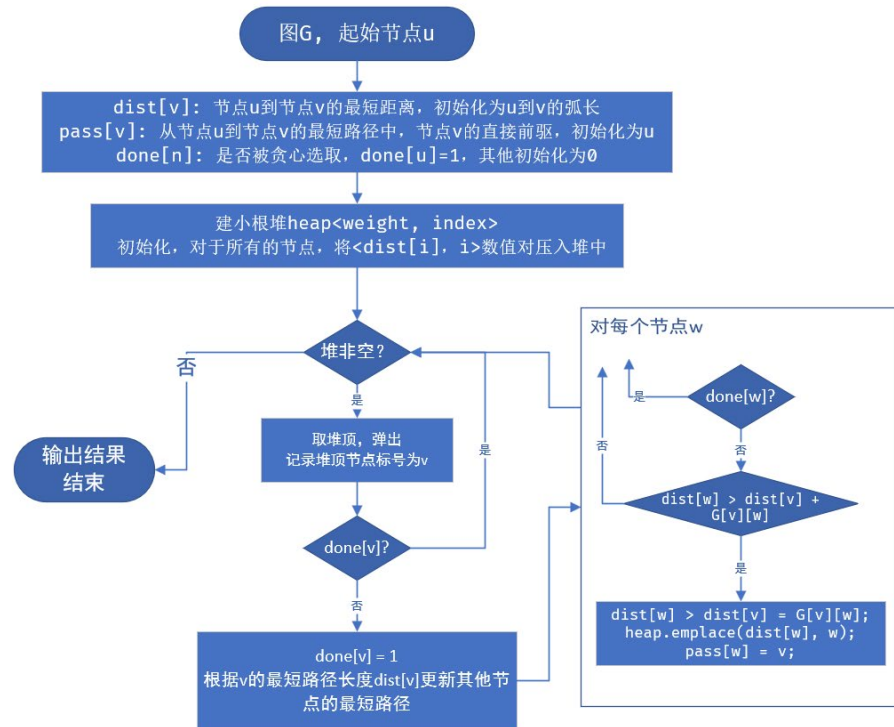 图G, 起始节点u
dist[v]: 节点u到节点v的最短距离，初始化为u到v的弧长
pass[v]: 从节点u到节点v的最短路径中，节点v的直接前驱，初始化为u
done[n]: 是否被贪心选取，done[u]=1，其他初始化为0
建小根堆heap<weight, index>
初始化，对于所有的节点，将<dist[i], i>数值对压入堆中
堆非空？
否
是
取堆顶，弹出
记录堆顶节点标号为v
是
输出结果
结束
done[v]?
否
done[v] = 1
根据v的最短路径长度dist[v]更新其他节
点的最短路径
对每个节点w
done[w]?
是
否
否
dist[w] > dist[v] +
G[v][w]
是
dist[w] > dist[v] = G[v][w];
heap.emplace(dist[w], w);
pass[w] = v;